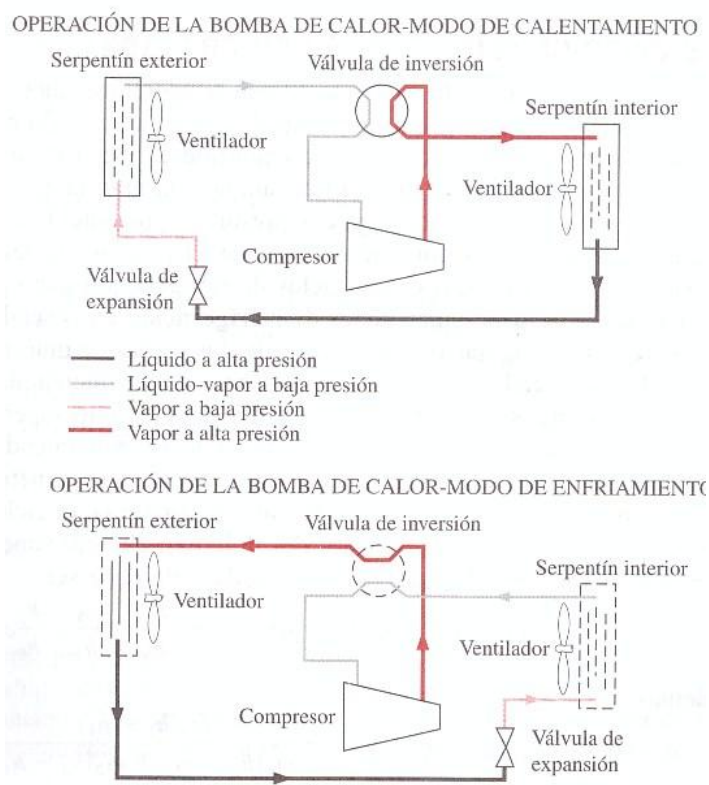 OPERACIÓN DE LA BOMBA DE CALOR-MODO DE CALENTAMIENTO
Serpentín exterior
Válvula de inversión
Serpentín interior
Ventilador
Ventilador
Compresor
Válvula de
expansión
Líquido a alta presión
Líquido-vapor a baja presión
Vapor a baja presión
Vapor a alta presión
OPERACIÓN DE LA BOMBA DE CALOR-MODO DE ENFRIAMIENTO
Serpentín exterior
Válvula de inversión
Serpentín interior
Ventilador
Ventilador
Compresor
Válvula de
expansión